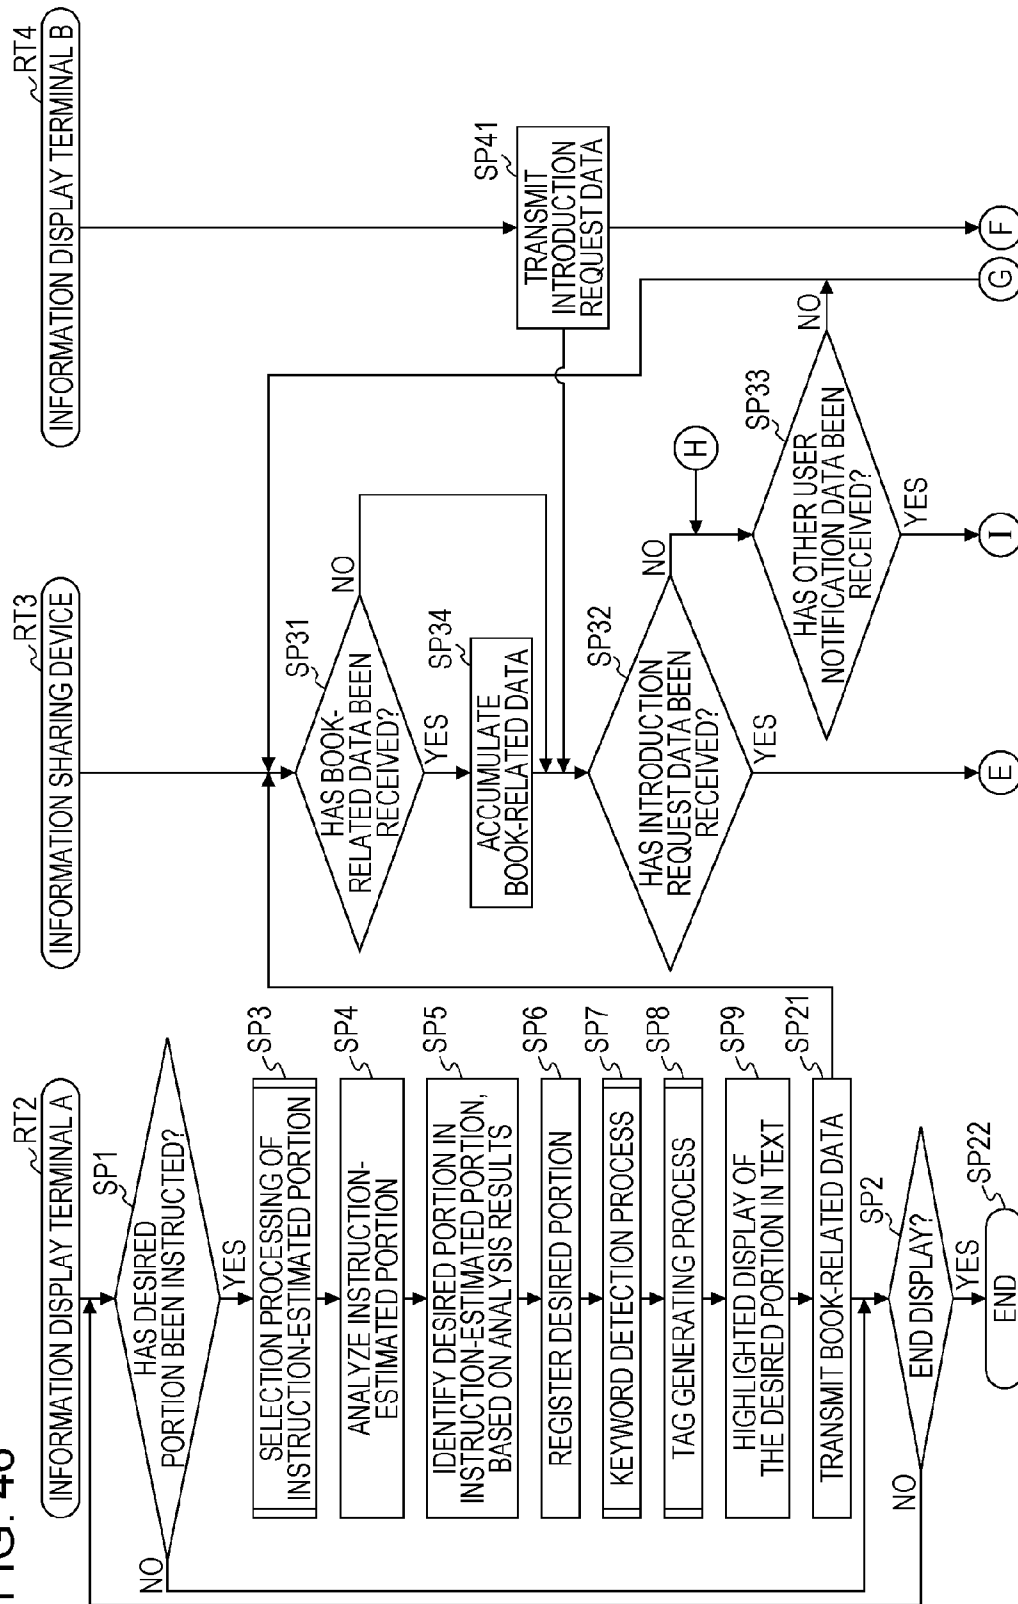 FIG. 46
RT2
INFORMATION DISPLAY TERMINAL A
SP1
HAS DESIRED
PORTION BEEN INSTRUCTED?
NO
YES
SP3
SELECTION PROCESSING OF
INSTRUCTION-ESTIMATED PORTION
SP4
ANALYZE INSTRUCTION-
ESTIMATED PORTION
SP5
IDENTIFY DESIRED PORTION IN
INSTRUCTION-ESTIMATED PORTION,
BASED ON ANALYSIS RESULTS
SP6
REGISTER DESIRED PORTION
SP7
KEYWORD DETECTION PROCESS
SP8
TAG GENERATING PROCESS
SP9
HIGHLIGHTED DISPLAY OF
THE DESIRED PORTION IN TEXT
SP21
TRANSMIT BOOK-RELATED DATA
SP2
END DISPLAY?
NO
YES
SP22
END
RT3
INFORMATION SHARING DEVICE
SP31
HAS BOOK-
RELATED DATA BEEN
RECEIVED?
NO
YES
SP34
ACCUMULATE
BOOK-RELATED DATA
SP32
HAS INTRODUCTION
REQUEST DATA BEEN
RECEIVED?
NO
YES
H
SP33
HAS OTHER USER
NOTIFICATION DATA BEEN
RECEIVED?
NO
YES
E
I
G
RT4
INFORMATION DISPLAY TERMINAL B
SP41
TRANSMIT
INTRODUCTION
REQUEST DATA
F